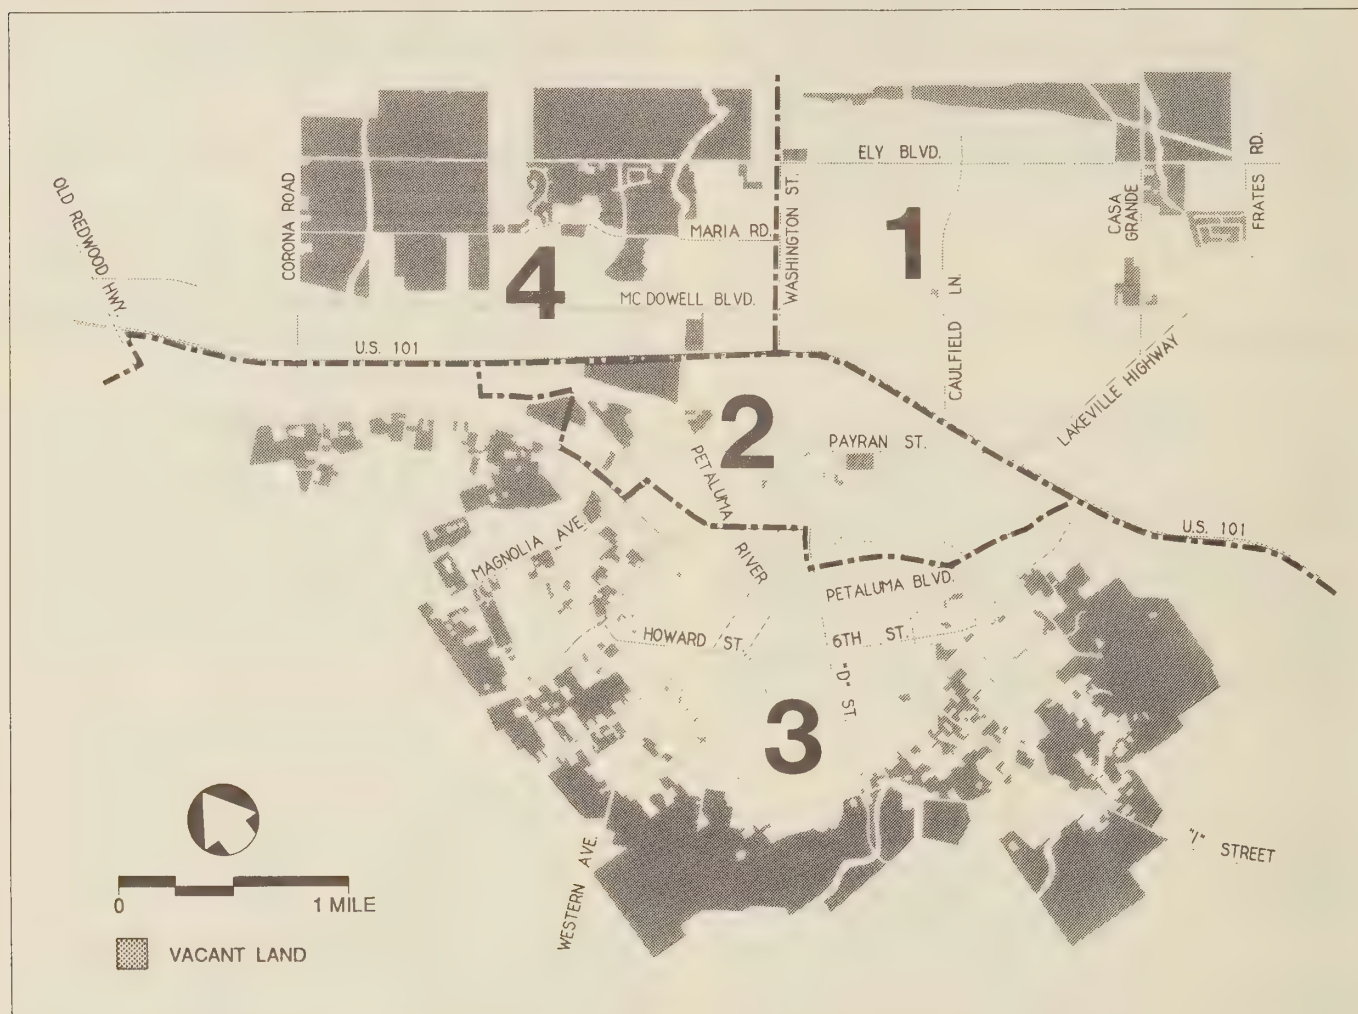 ELY BLVD.
FRATES RD.
CASA
GRANDE
WASHINGTON ST.
1
CORONA ROAD
OLD REDWOOD HWY.
MARIA RD.
4
MC DOWELL BLVD.
CAULFIELD LN.
U.S. 101
LAKEVILLE HIGHWAY
2
PAYRAN ST.
PETALUMA RIVER
U.S. 101
MAGNOLIA AVE.
PETALUMA BLVD.
HOWARD ST.
6TH ST.
"D" ST.
3
WESTERN AVE.
"I" STREET
0 1 MILE
VACANT LAND